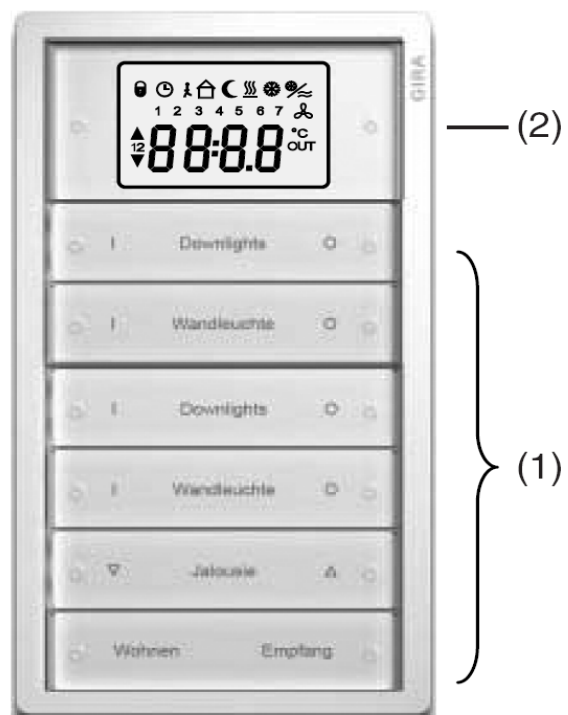 GIRA
1 2 3 4 5 6 7
12 88:8.8 °C
OUT
(2)
I Downlights O
I Wandleuchte O
I Downlights O
I Wandleuchte O
(1)
▽ Jalousie △
Wohnen Empfang